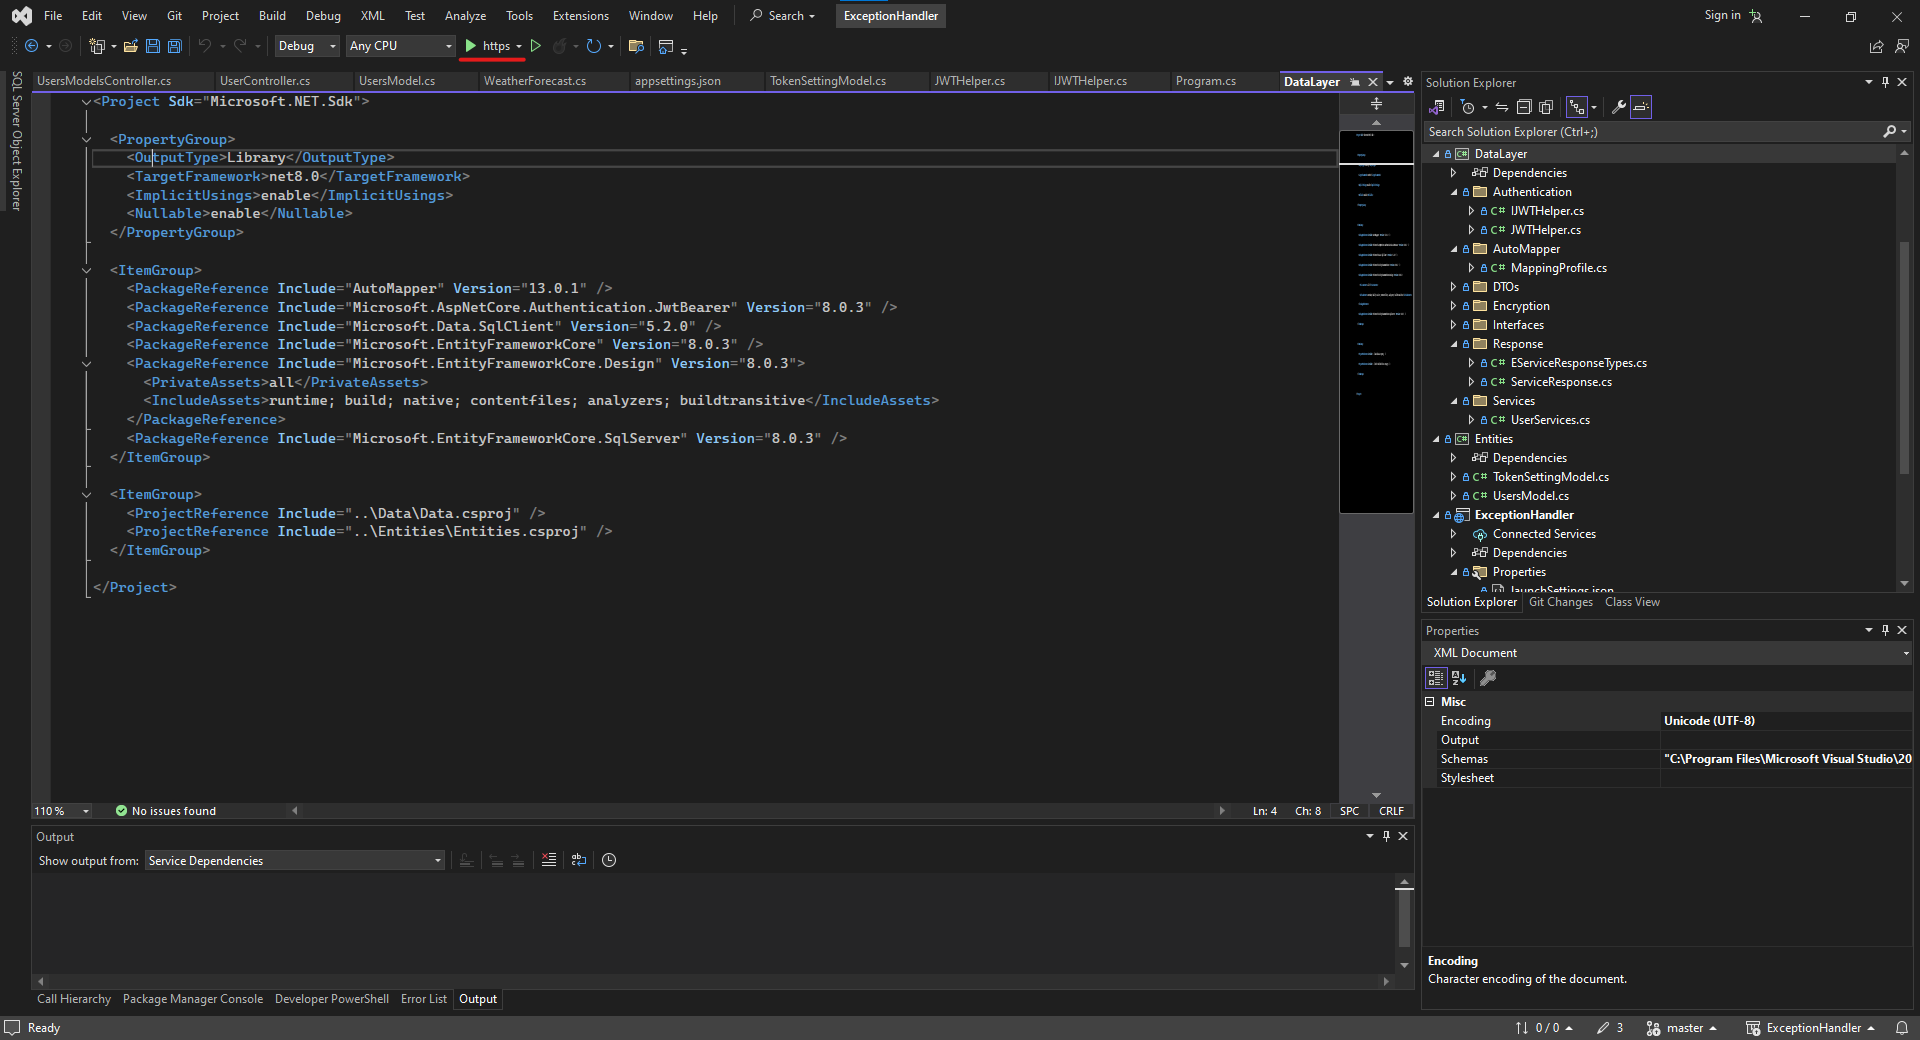 File Edit View Git Project Build Debug XML Test Analyze Tools Extensions Window Help Search ExceptionHandler Sign in
Debug Any CPU https
SQL Server Object Explorer
UsersModelsController.cs UserController.cs UsersModel.cs WeatherForecast.cs appsettings.json TokenSettingModel.cs JWTHelper.cs IJWTHelper.cs Program.cs DataLayer
<Project Sdk="Microsoft.NET.Sdk">
<PropertyGroup>
<OutputType>Library</OutputType>
<TargetFramework>net8.0</TargetFramework>
<ImplicitUsings>enable</ImplicitUsings>
<Nullable>enable</Nullable>
</PropertyGroup>
<ItemGroup>
<PackageReference Include="AutoMapper" Version="13.0.1" />
<PackageReference Include="Microsoft.AspNetCore.Authentication.JwtBearer" Version="8.0.3" />
<PackageReference Include="Microsoft.Data.SqlClient" Version="5.2.0" />
<PackageReference Include="Microsoft.EntityFrameworkCore" Version="8.0.3" />
<PackageReference Include="Microsoft.EntityFrameworkCore.Design" Version="8.0.3">
<PrivateAssets>all</PrivateAssets>
<IncludeAssets>runtime; build; native; contentfiles; analyzers; buildtransitive</IncludeAssets>
</PackageReference>
<PackageReference Include="Microsoft.EntityFrameworkCore.SqlServer" Version="8.0.3" />
</ItemGroup>
<ItemGroup>
<ProjectReference Include="..\Data\Data.csproj" />
<ProjectReference Include="..\Entities\Entities.csproj" />
</ItemGroup>
</Project>
110 % No issues found Ln: 4 Ch: 8 SPC CRLF
Output
Show output from: Service Dependencies
Call Hierarchy Package Manager Console Developer PowerShell Error List Output
Solution Explorer
Search Solution Explorer (Ctrl+;)
C# DataLayer
Dependencies
Authentication
C# IJWTHelper.cs
C# JWTHelper.cs
AutoMapper
C# MappingProfile.cs
DTOs
Encryption
Interfaces
Response
C# EServiceResponseTypes.cs
C# ServiceResponse.cs
Services
C# UserServices.cs
C# Entities
Dependencies
C# TokenSettingModel.cs
C# UsersModel.cs
ExceptionHandler
Connected Services
Dependencies
Properties
launchSettings.json
Solution Explorer Git Changes Class View
Properties
XML Document
Misc
Encoding Unicode (UTF-8)
Output
Schemas "C:\Program Files\Microsoft Visual Studio\20
Stylesheet
Encoding
Character encoding of the document.
Ready 0 / 0 3 master ExceptionHandler